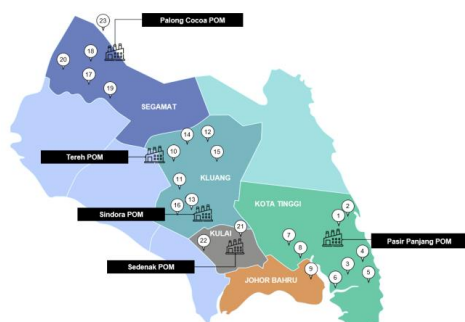 23
Palong Cocoa POM
18
20
17
19
SEGAMAT
14
12
Tereh POM
10
15
11
KLUANG
16
13
Sindora POM
KOTA TINGGI
2
1
21
KULAI
22
7
Pasir Panjang POM
8
4
Sedenak POM
3
9
JOHOR BAHRU
6
5